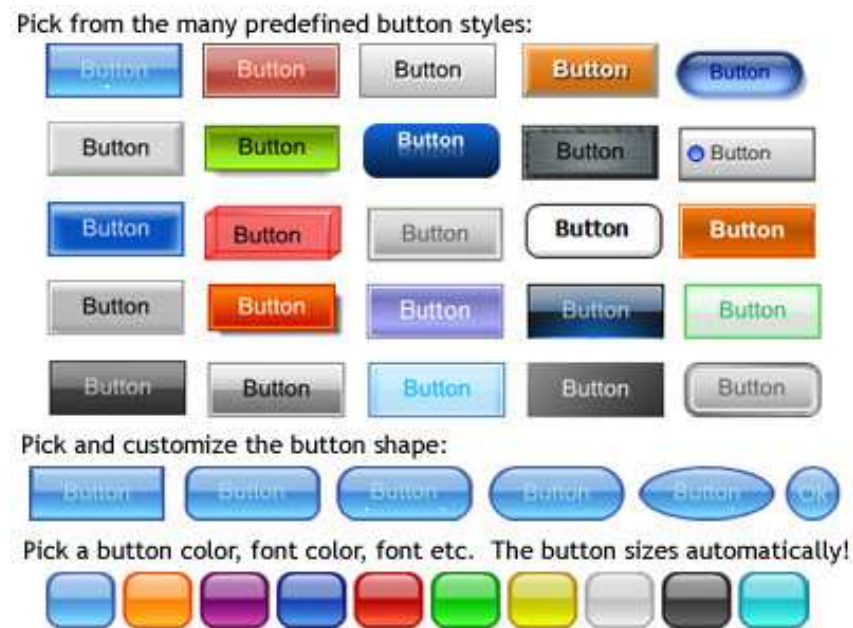 Pick from the many predefined button styles:
Button Button Button Button Button
Button Button Button Button Button
Button Button Button Button Button
Button Button Button Button Button
Button Button Button Button Button
Pick and customize the button shape:
Button Button Button Button Button Ok
Pick a button color, font color, font etc. The button sizes automatically!